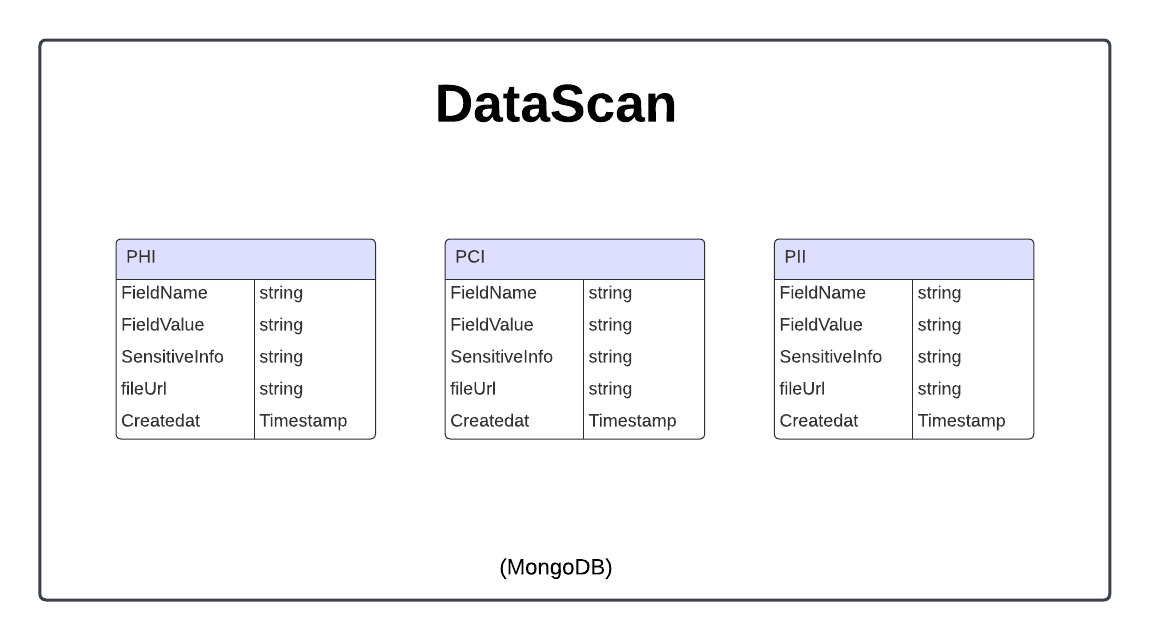 DataScan
PHI
FieldName string
FieldValue string
SensitiveInfo string
fileUrl string
Createdat Timestamp
PCI
FieldName string
FieldValue string
SensitiveInfo string
fileUrl string
Createdat Timestamp
PII
FieldName string
FieldValue string
SensitiveInfo string
fileUrl string
Createdat Timestamp
(MongoDB)